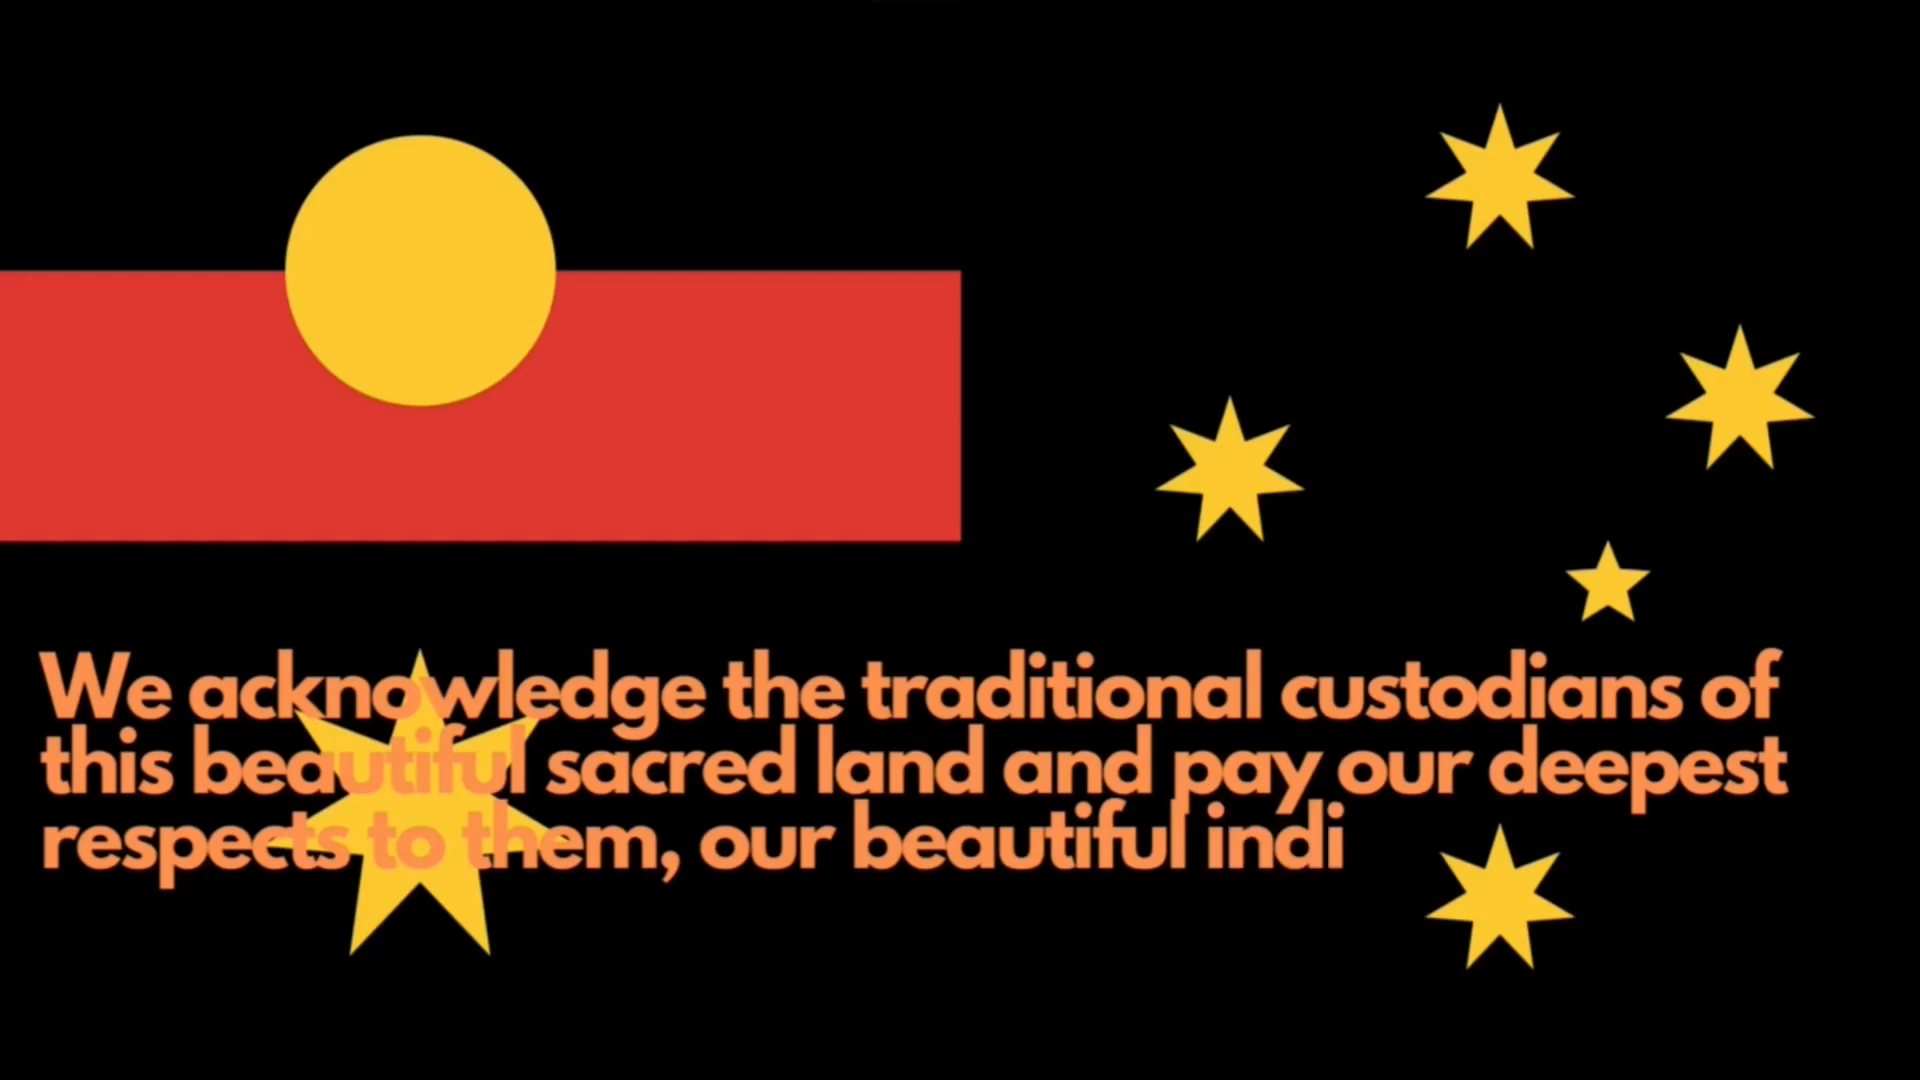 We acknowledge the traditional custodians of
this beautiful sacred land and pay our deepest
respects to them, our beautiful indi